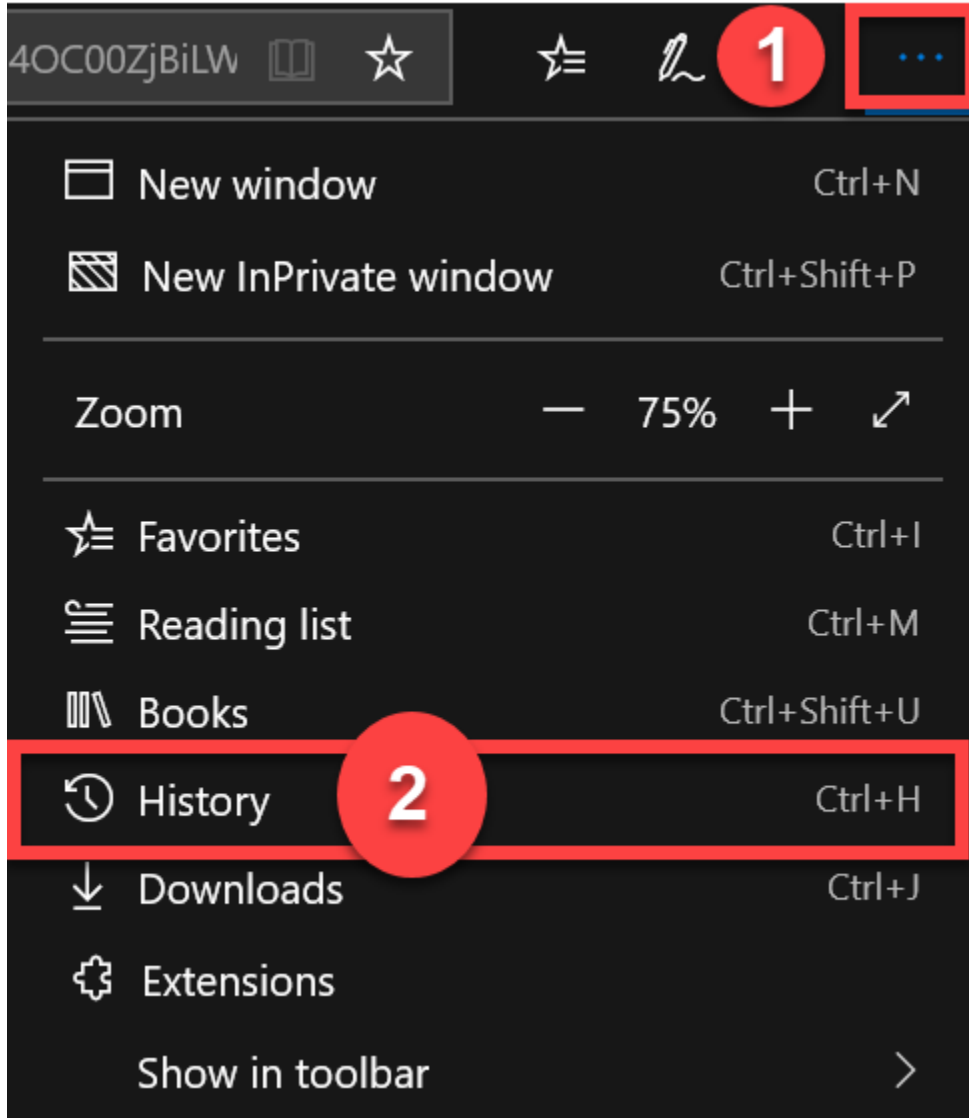 4OC00ZjBiLW 1 ...
New window Ctrl+N
New InPrivate window Ctrl+Shift+P
Zoom — 75% +
Favorites Ctrl+I
Reading list Ctrl+M
Books Ctrl+Shift+U
History 2 Ctrl+H
Downloads Ctrl+J
Extensions
Show in toolbar